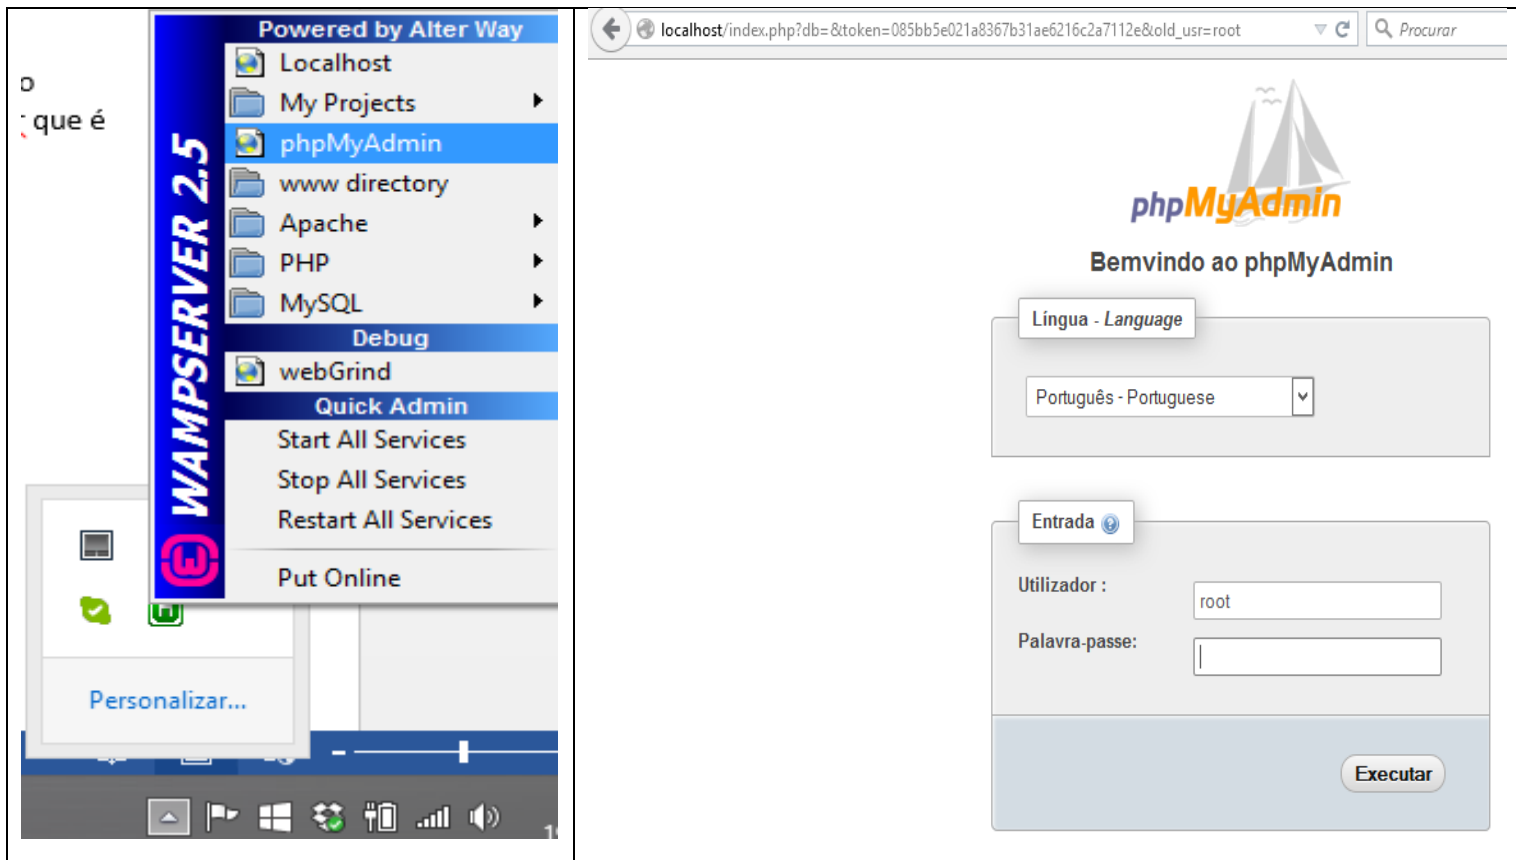 o
r que é
Powered by Alter Way
Localhost
My Projects
phpMyAdmin
www directory
Apache
PHP
MySQL
Debug
webGrind
Quick Admin
Start All Services
Stop All Services
Restart All Services
Put Online
WAMPSERVER 2.5
Personalizar...
localhost/index.php?db=&token=085bb5e021a8367b31ae6216c2a7112e&old_usr=root
Procurar
phpMyAdmin
Bemvindo ao phpMyAdmin
Língua - Language
Português - Portuguese
Entrada
Utilizador :
root
Palavra-passe:
Executar